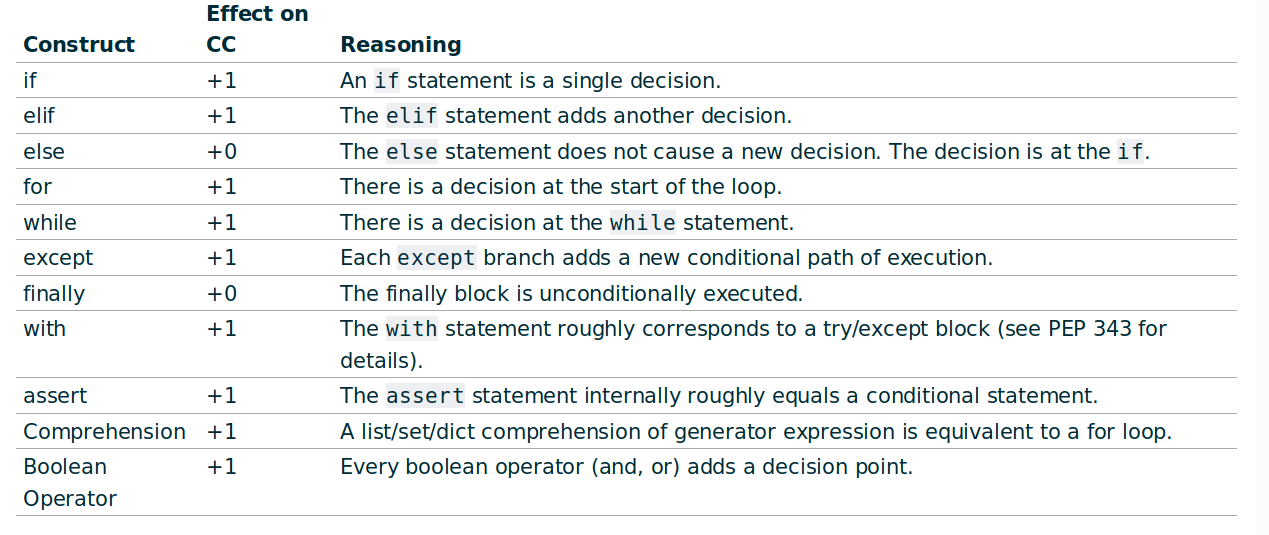 Effect on
Construct CC Reasoning
if +1 An if statement is a single decision.
elif +1 The elif statement adds another decision.
else +0 The else statement does not cause a new decision. The decision is at the if.
for +1 There is a decision at the start of the loop.
while +1 There is a decision at the while statement.
except +1 Each except branch adds a new conditional path of execution.
finally +0 The finally block is unconditionally executed.
with +1 The with statement roughly corresponds to a try/except block (see PEP 343 for
details).
assert +1 The assert statement internally roughly equals a conditional statement.
Comprehension +1 A list/set/dict comprehension of generator expression is equivalent to a for loop.
Boolean +1 Every boolean operator (and, or) adds a decision point.
Operator